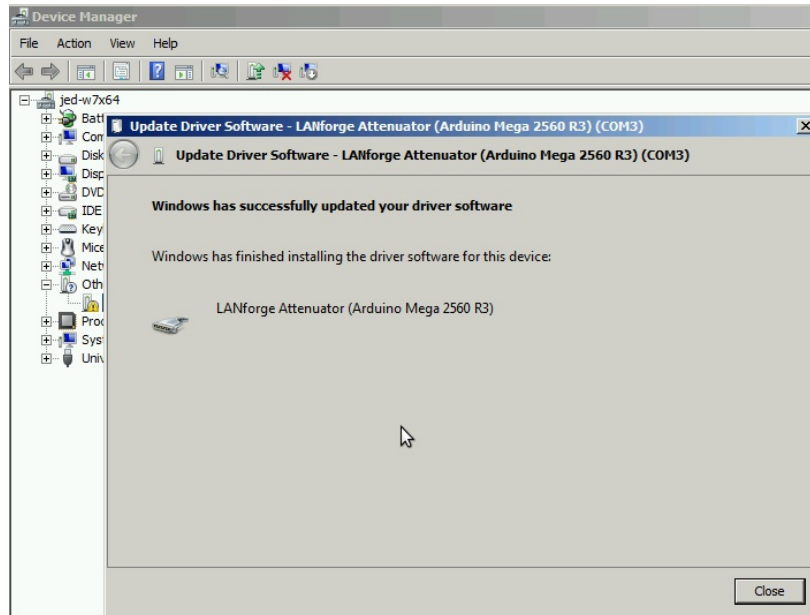 Device Manager
File Action View Help
jed-w7x64
Batt
Com
Disk
Disp
DVD
IDE
Key
Mice
Net
Oth
Proc
Syst
Univ
Update Driver Software - LANforge Attenuator (Arduino Mega 2560 R3) (COM3)
Update Driver Software - LANforge Attenuator (Arduino Mega 2560 R3) (COM3)
Windows has successfully updated your driver software
Windows has finished installing the driver software for this device:
LANforge Attenuator (Arduino Mega 2560 R3)
Close